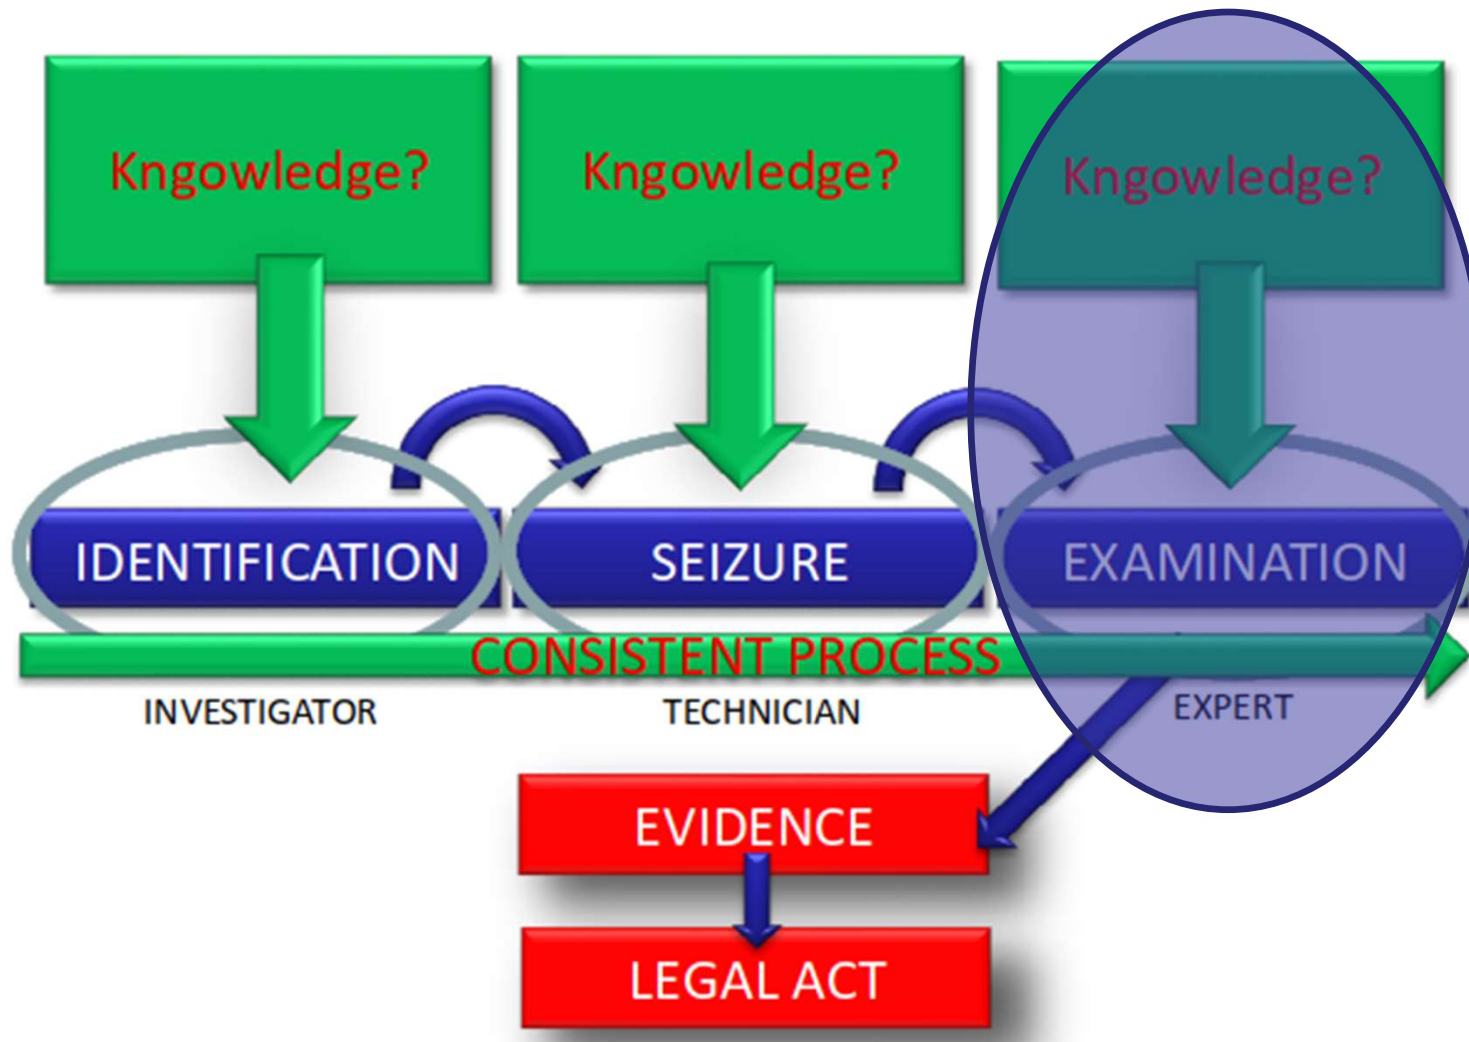 Kngowledge?
Kngowledge?
Kngowledge?
IDENTIFICATION
SEIZURE
EXAMINATION
CONSISTENT PROCESS
INVESTIGATOR
TECHNICIAN
EXPERT
EVIDENCE
LEGAL ACT